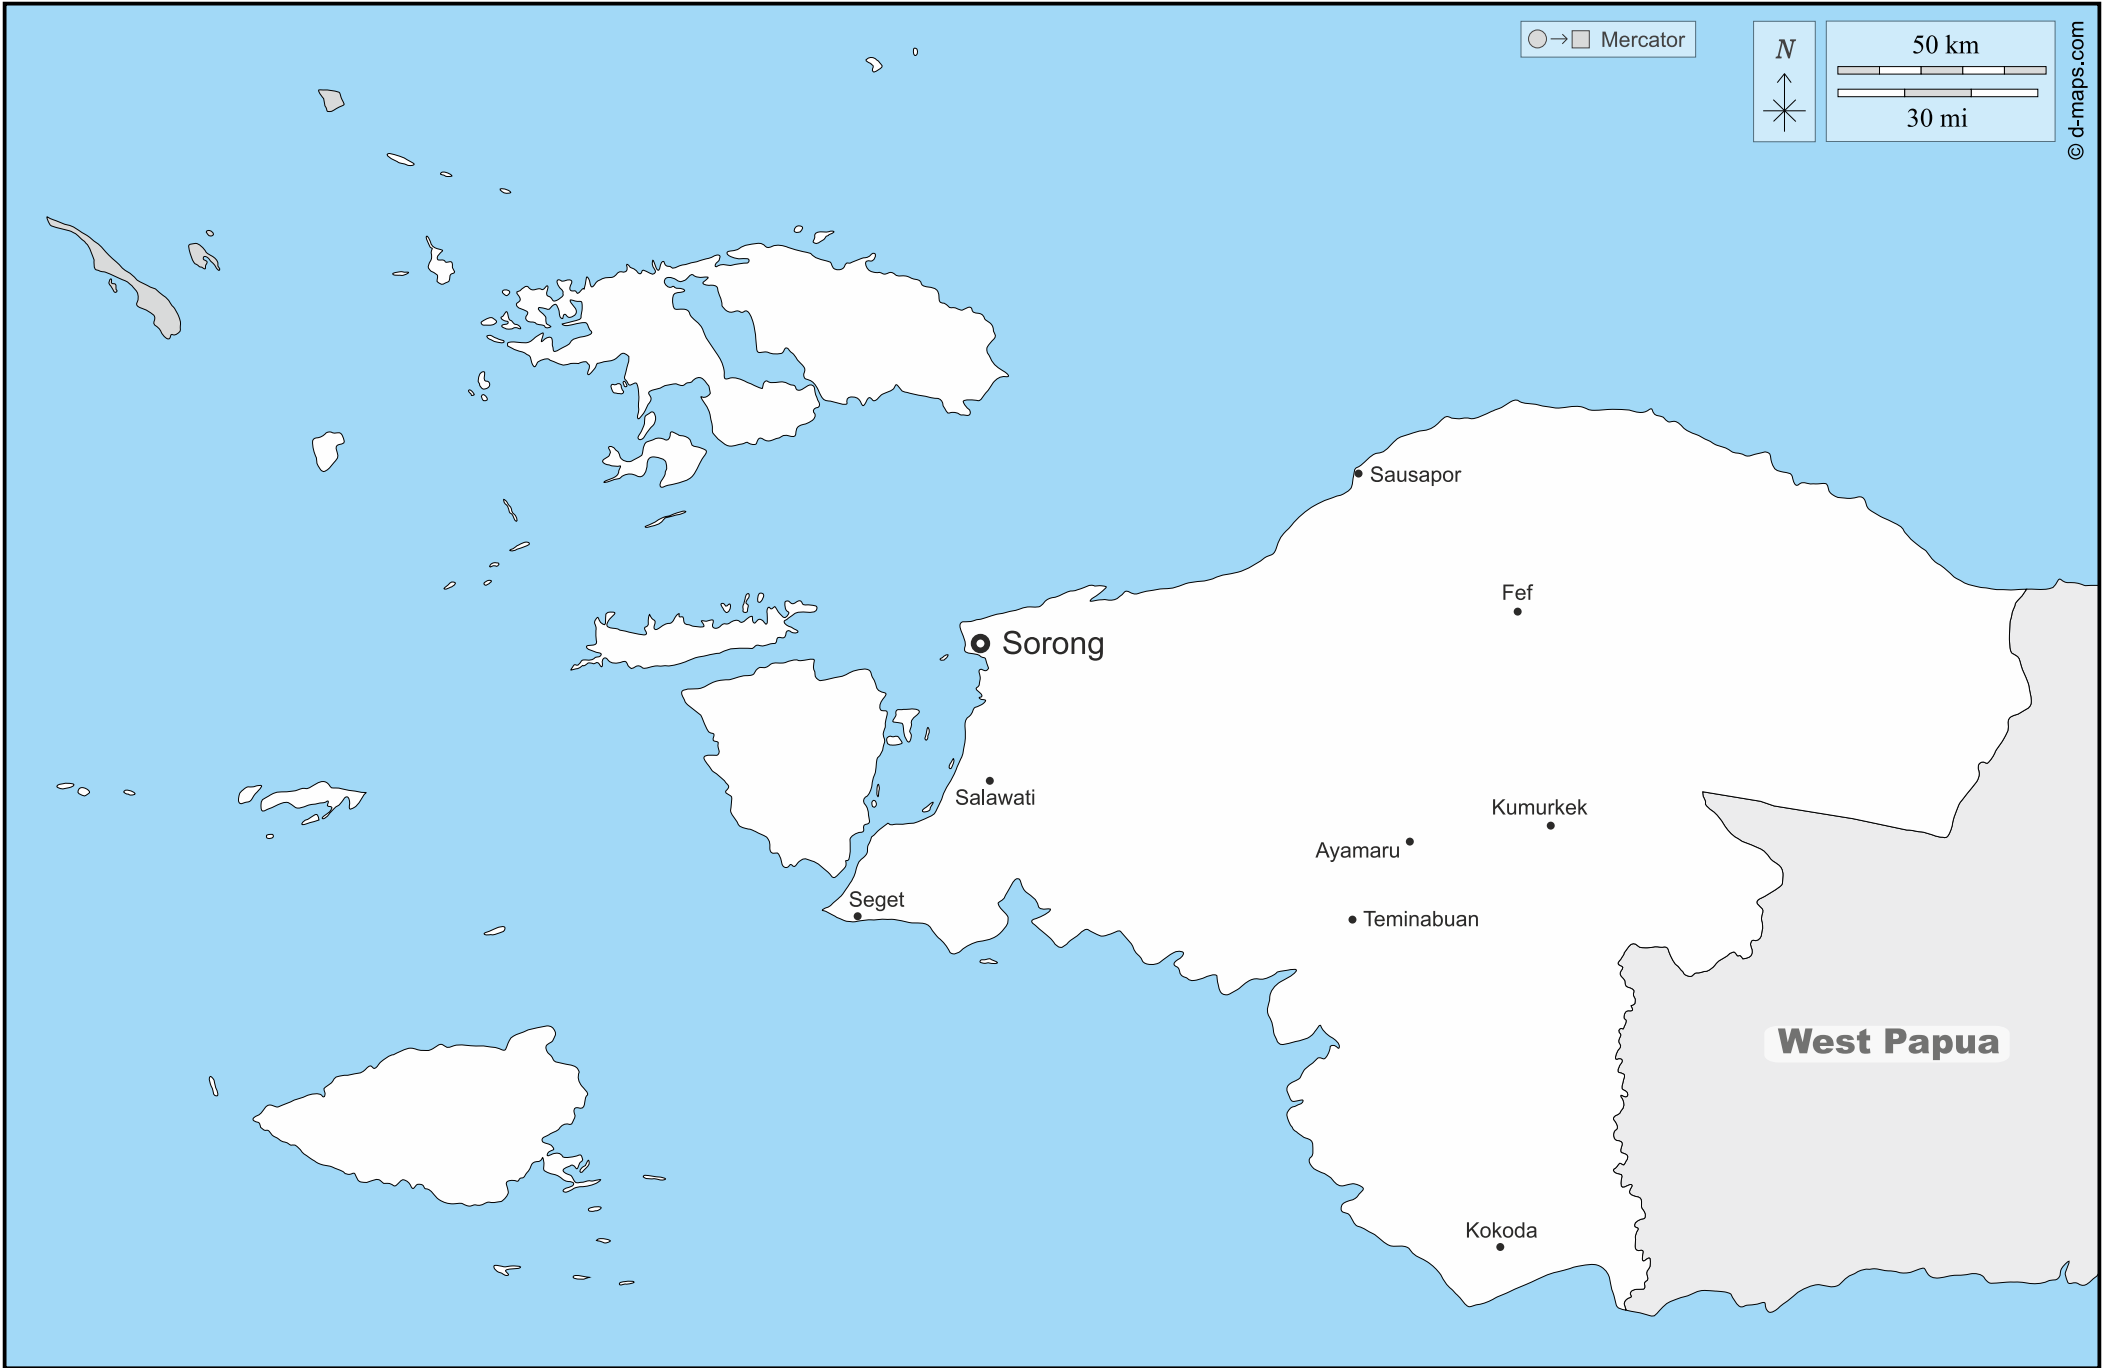 Mercator
N
50 km
30 mi
© d-maps.com
Sausapor
Fef
Sorong
Salawati
Kumurkek
Ayamaru
Seget
Teminabuan
West Papua
Kokoda